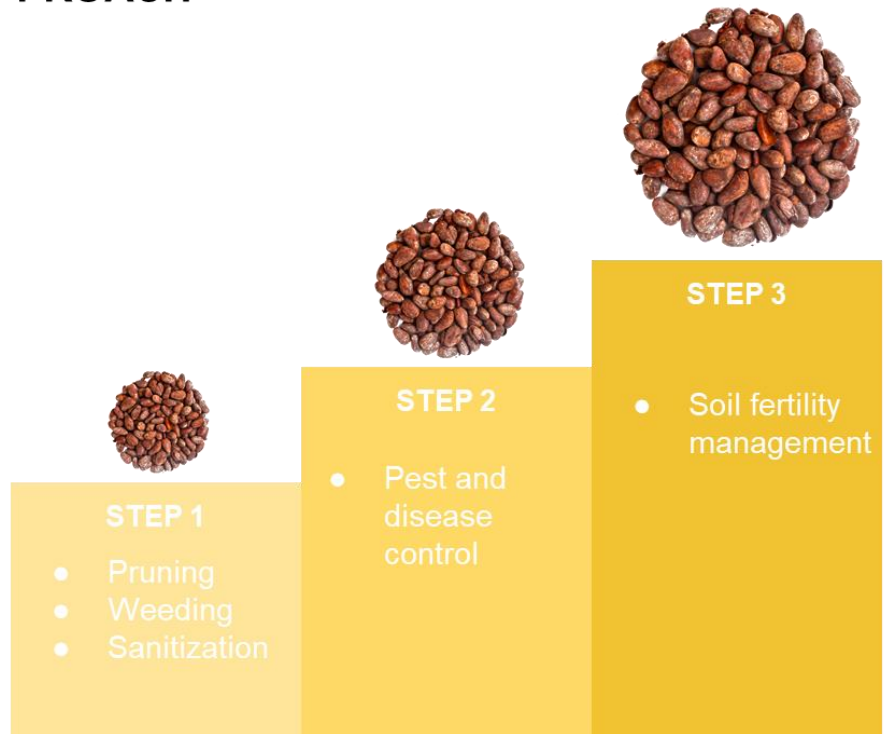 STEP 1
● Pruning
● Weeding
● Sanitization
STEP 2
● Pest and
disease
control
STEP 3
● Soil fertility
management